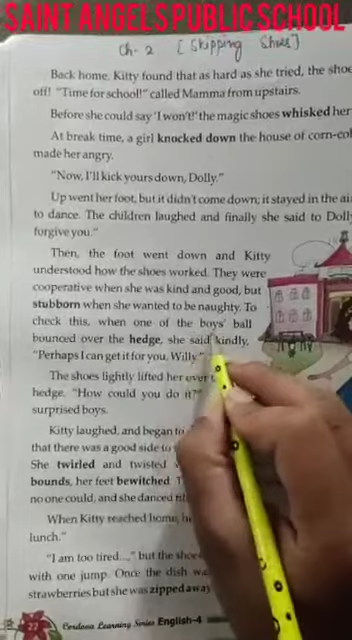 SAINT ANGELS PUBLIC SCHOOL
Ch-2 [Skipping Shoes]
Back home, Kitty found that as hard as she tried, the shoe
off! "Time for school!" called Mamma from upstairs.
Before she could say 'I won't!' the magic shoes whisked her
At break time, a girl knocked down the house of corn-co
made her angry.
"Now, I'll kick yours down, Dolly."
Up went her foot, but it didn't come down; it stayed in the ai
to dance. The children laughed and finally she said to Doll
forgive you."
Then, the foot went down and Kitty
understood how the shoes worked. They were
cooperative when she was kind and good, but
stubborn when she wanted to be naughty. To
check this, when one of the boys' ball
bounced over the hedge, she said kindly,
"Perhaps I can get it for you, Willy."
The shoes lightly lifted her over
hedge. "How could you do it?"
surprised boys.
Kitty laughed, and began to
that there was a good side to
She twirled and twisted
bounds, her feet bewitched.
no one could, and she danced
When Kitty reached home, he
lunch."
"I am too tired...," but the shoe
with one jump. Once the dish wa
strawberries but she was zipped away
27 Cordova Learning Series English-4